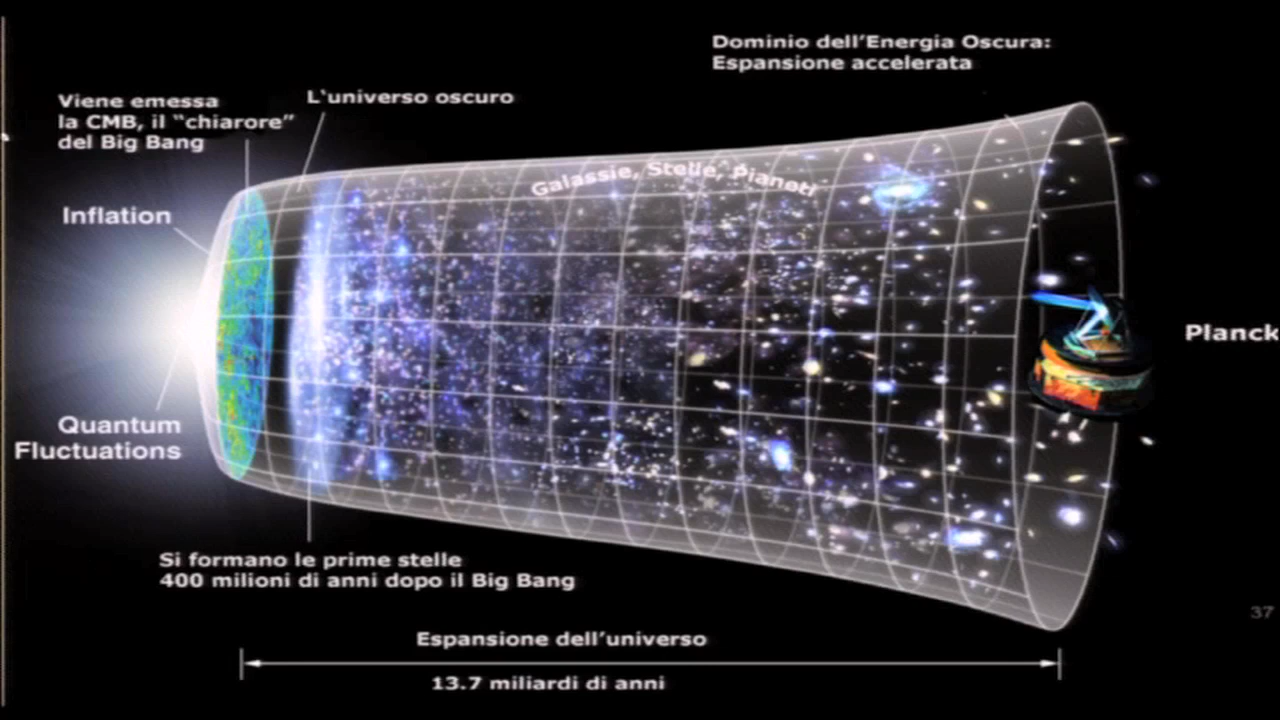 Dominio dell'Energia Oscura:
Espansione accelerata
Viene emessa
la CMB, il "chiarore"
del Big Bang
L'universo oscuro
Galassie, Stelle, Pianeti
Inflation
Planck
Quantum
Fluctuations
Si formano le prime stelle
400 milioni di anni dopo il Big Bang
37
Espansione dell'universo
13.7 miliardi di anni